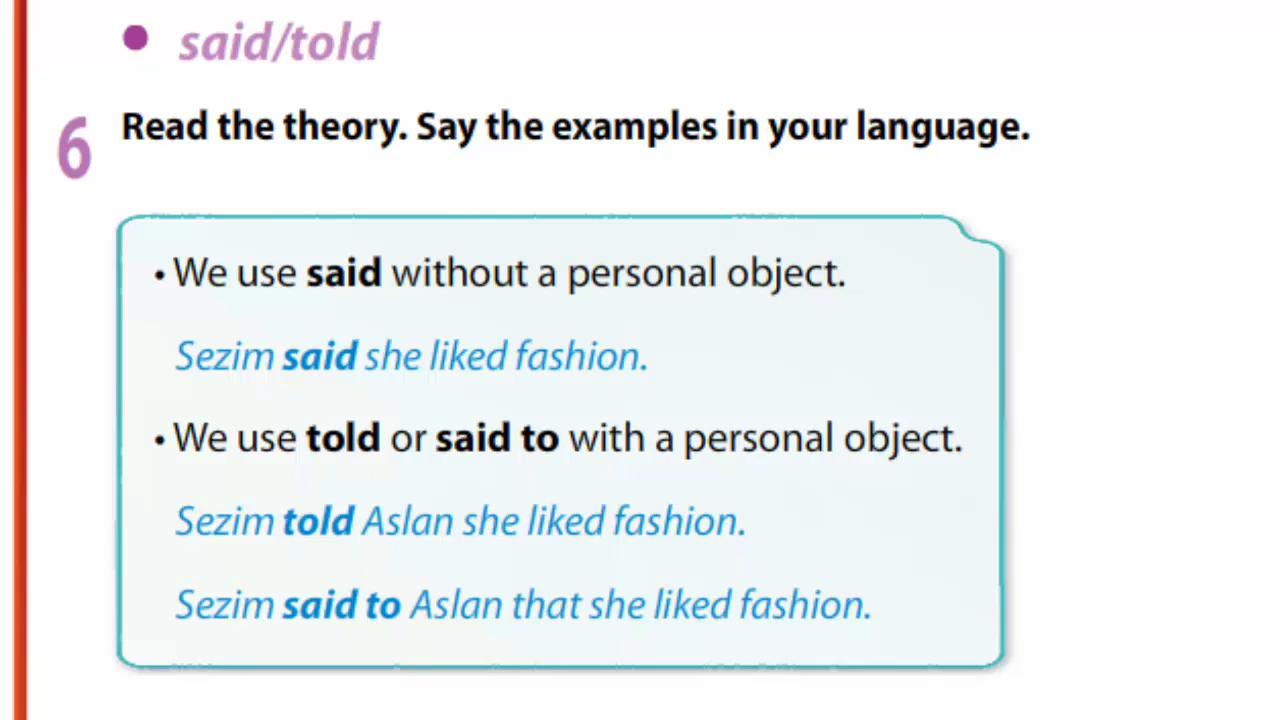 • said/told
6 Read the theory. Say the examples in your language.
• We use said without a personal object.
Sezim said she liked fashion.
• We use told or said to with a personal object.
Sezim told Aslan she liked fashion.
Sezim said to Aslan that she liked fashion.